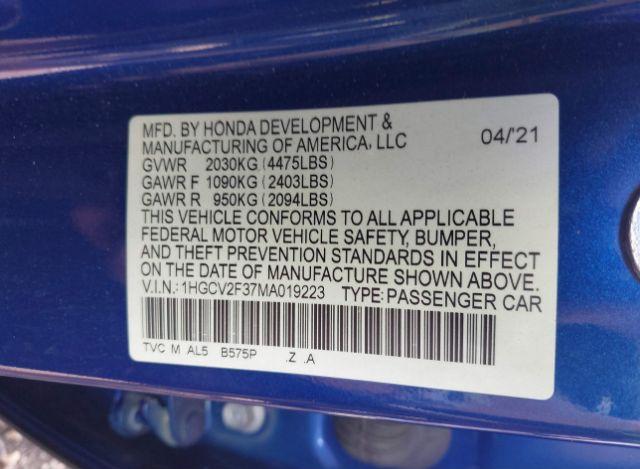 MFD. BY HONDA DEVELOPMENT &
MANUFACTURING OF AMERICA, LLC 04/'21
GVWR 2030KG (4475LBS)
GAWR F 1090KG (2403LBS)
GAWR R 950KG (2094LBS)
THIS VEHICLE CONFORMS TO ALL APPLICABLE
FEDERAL MOTOR VEHICLE SAFETY, BUMPER,
AND THEFT PREVENTION STANDARDS IN EFFECT
ON THE DATE OF MANUFACTURE SHOWN ABOVE.
V.I.N.: 1HGCV2F37MA019223 TYPE: PASSENGER CAR
TVC M AL5 B575P .Z .A